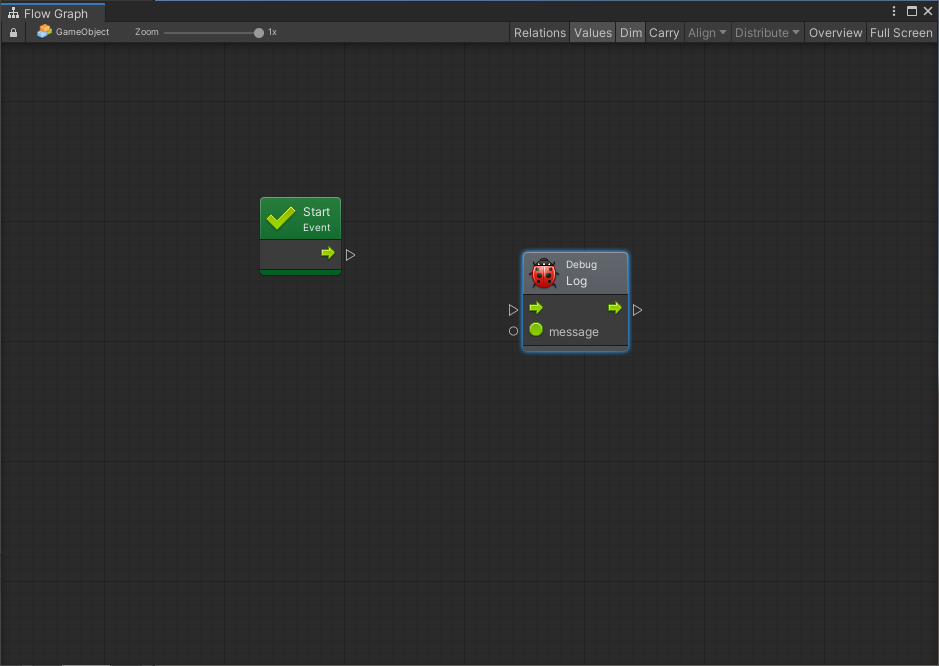 Flow Graph
GameObject Zoom 1x Relations Values Dim Carry Align Distribute Overview Full Screen
Start
Event
Debug
Log
message